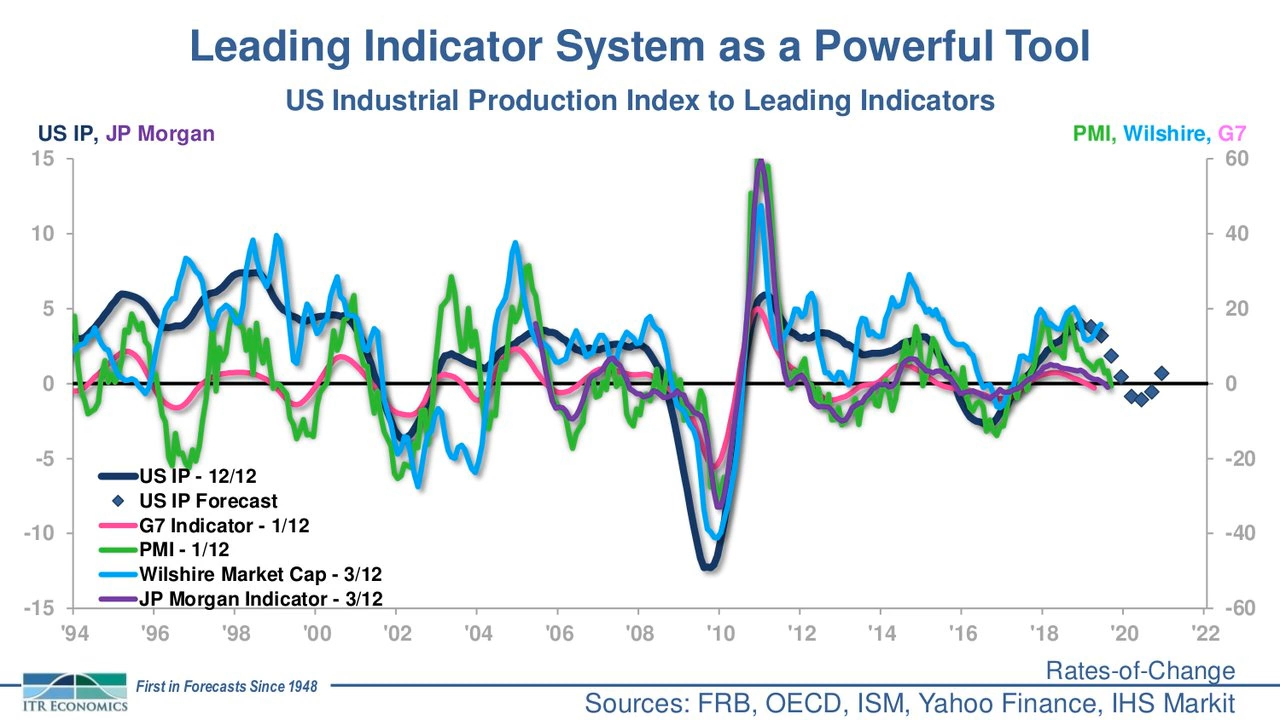 Leading Indicator System as a Powerful Tool
US Industrial Production Index to Leading Indicators
US IP, JP Morgan
PMI, Wilshire, G7
15
10
5
0
-5
-10
-15
60
40
20
0
-20
-40
-60
US IP - 12/12
US IP Forecast
G7 Indicator - 1/12
PMI - 1/12
Wilshire Market Cap - 3/12
JP Morgan Indicator - 3/12
'94 '96 '98 '00 '02 '04 '06 '08 '10 '12 '14 '16 '18 '20 '22
Rates-of-Change
ITR ECONOMICS
First in Forecasts Since 1948
Sources: FRB, OECD, ISM, Yahoo Finance, IHS Markit